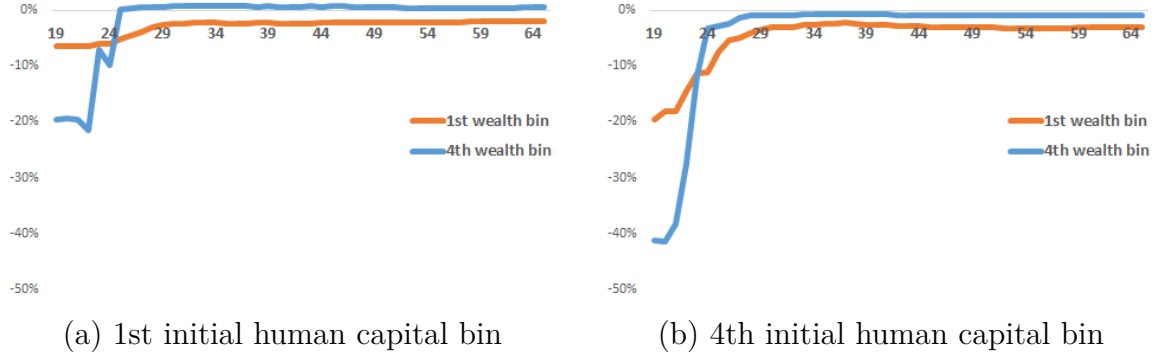 0%
19 24 29 34 39 44 49 54 59 64
-10%
-20%
-30%
-40%
-50%
1st wealth bin
4th wealth bin
(a) 1st initial human capital bin
0%
19 24 29 34 39 44 49 54 59 64
-10%
-20%
-30%
-40%
-50%
1st wealth bin
4th wealth bin
(b) 4th initial human capital bin